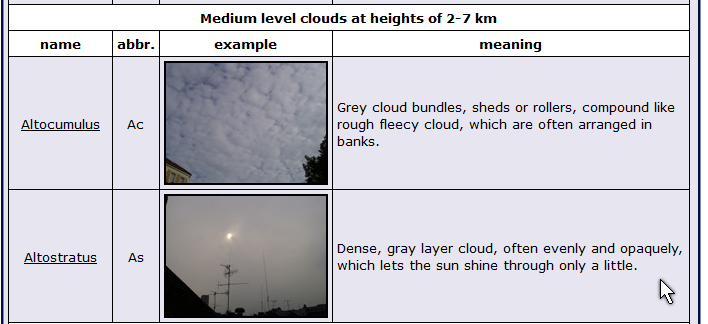 Medium level clouds at heights of 2-7 km
name abbr. example meaning
Altocumulus Ac
Grey cloud bundles, sheds or rollers, compound like
rough fleecy cloud, which are often arranged in
banks.
Altostratus As
Dense, gray layer cloud, often evenly and opaquely,
which lets the sun shine through only a little.